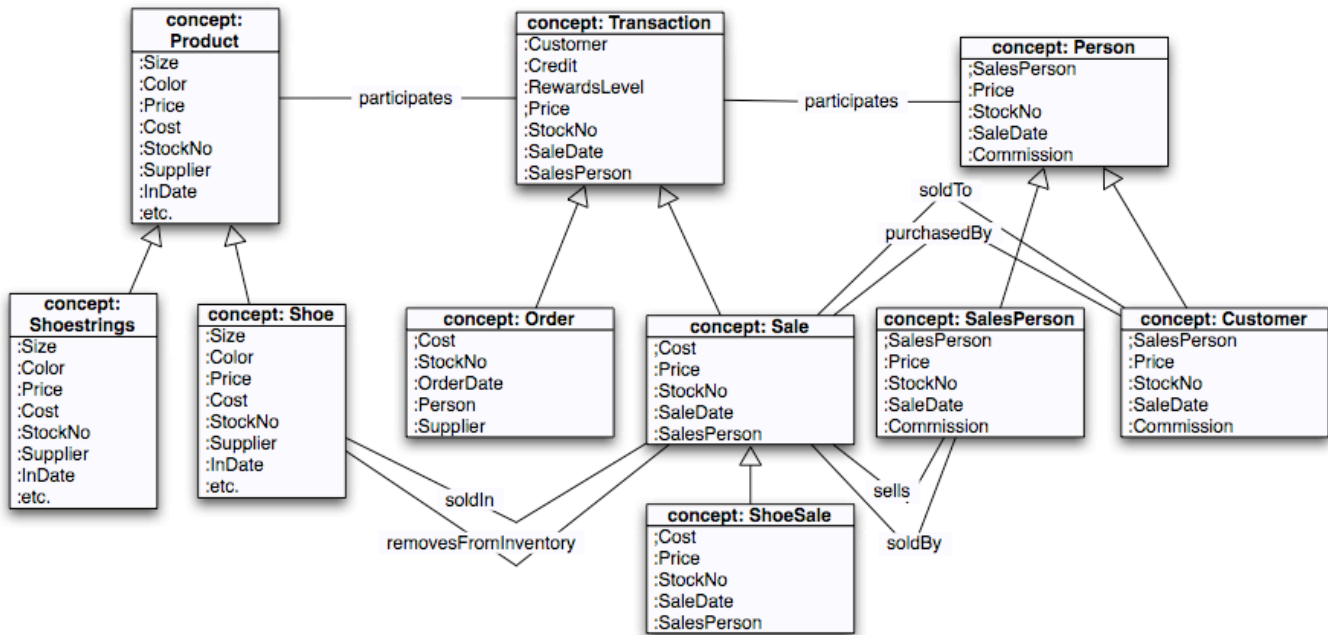 concept:
Product
:Size
:Color
:Price
:Cost
:StockNo
:Supplier
:InDate
:etc.
participates
concept: Transaction
:Customer
:Credit
:RewardsLevel
;Price
:StockNo
:SaleDate
:SalesPerson
participates
concept: Person
;SalesPerson
:Price
:StockNo
:SaleDate
:Commission
soldTo
purchasedBy
concept:
Shoestrings
:Size
:Color
:Price
:Cost
:StockNo
:Supplier
:InDate
:etc.
concept: Shoe
:Size
:Color
:Price
:Cost
:StockNo
:Supplier
:InDate
:etc.
concept: Order
;Cost
:StockNo
:OrderDate
:Person
:Supplier
concept: Sale
;Cost
:Price
:StockNo
:SaleDate
:SalesPerson
concept: SalesPerson
;SalesPerson
:Price
:StockNo
:SaleDate
:Commission
concept: Customer
;SalesPerson
:Price
:StockNo
:SaleDate
:Commission
soldIn
removesFromInventory
sells
soldBy
concept: ShoeSale
;Cost
:Price
:StockNo
:SaleDate
:SalesPerson